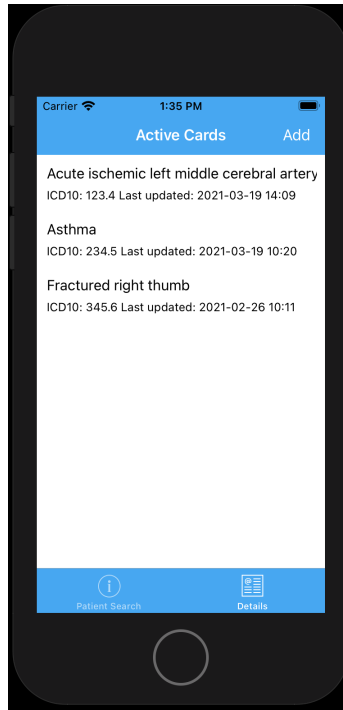 Carrier 1:35 PM
Active Cards Add
Acute ischemic left middle cerebral artery
ICD10: 123.4 Last updated: 2021-03-19 14:09
Asthma
ICD10: 234.5 Last updated: 2021-03-19 10:20
Fractured right thumb
ICD10: 345.6 Last updated: 2021-02-26 10:11
Patient Search Details